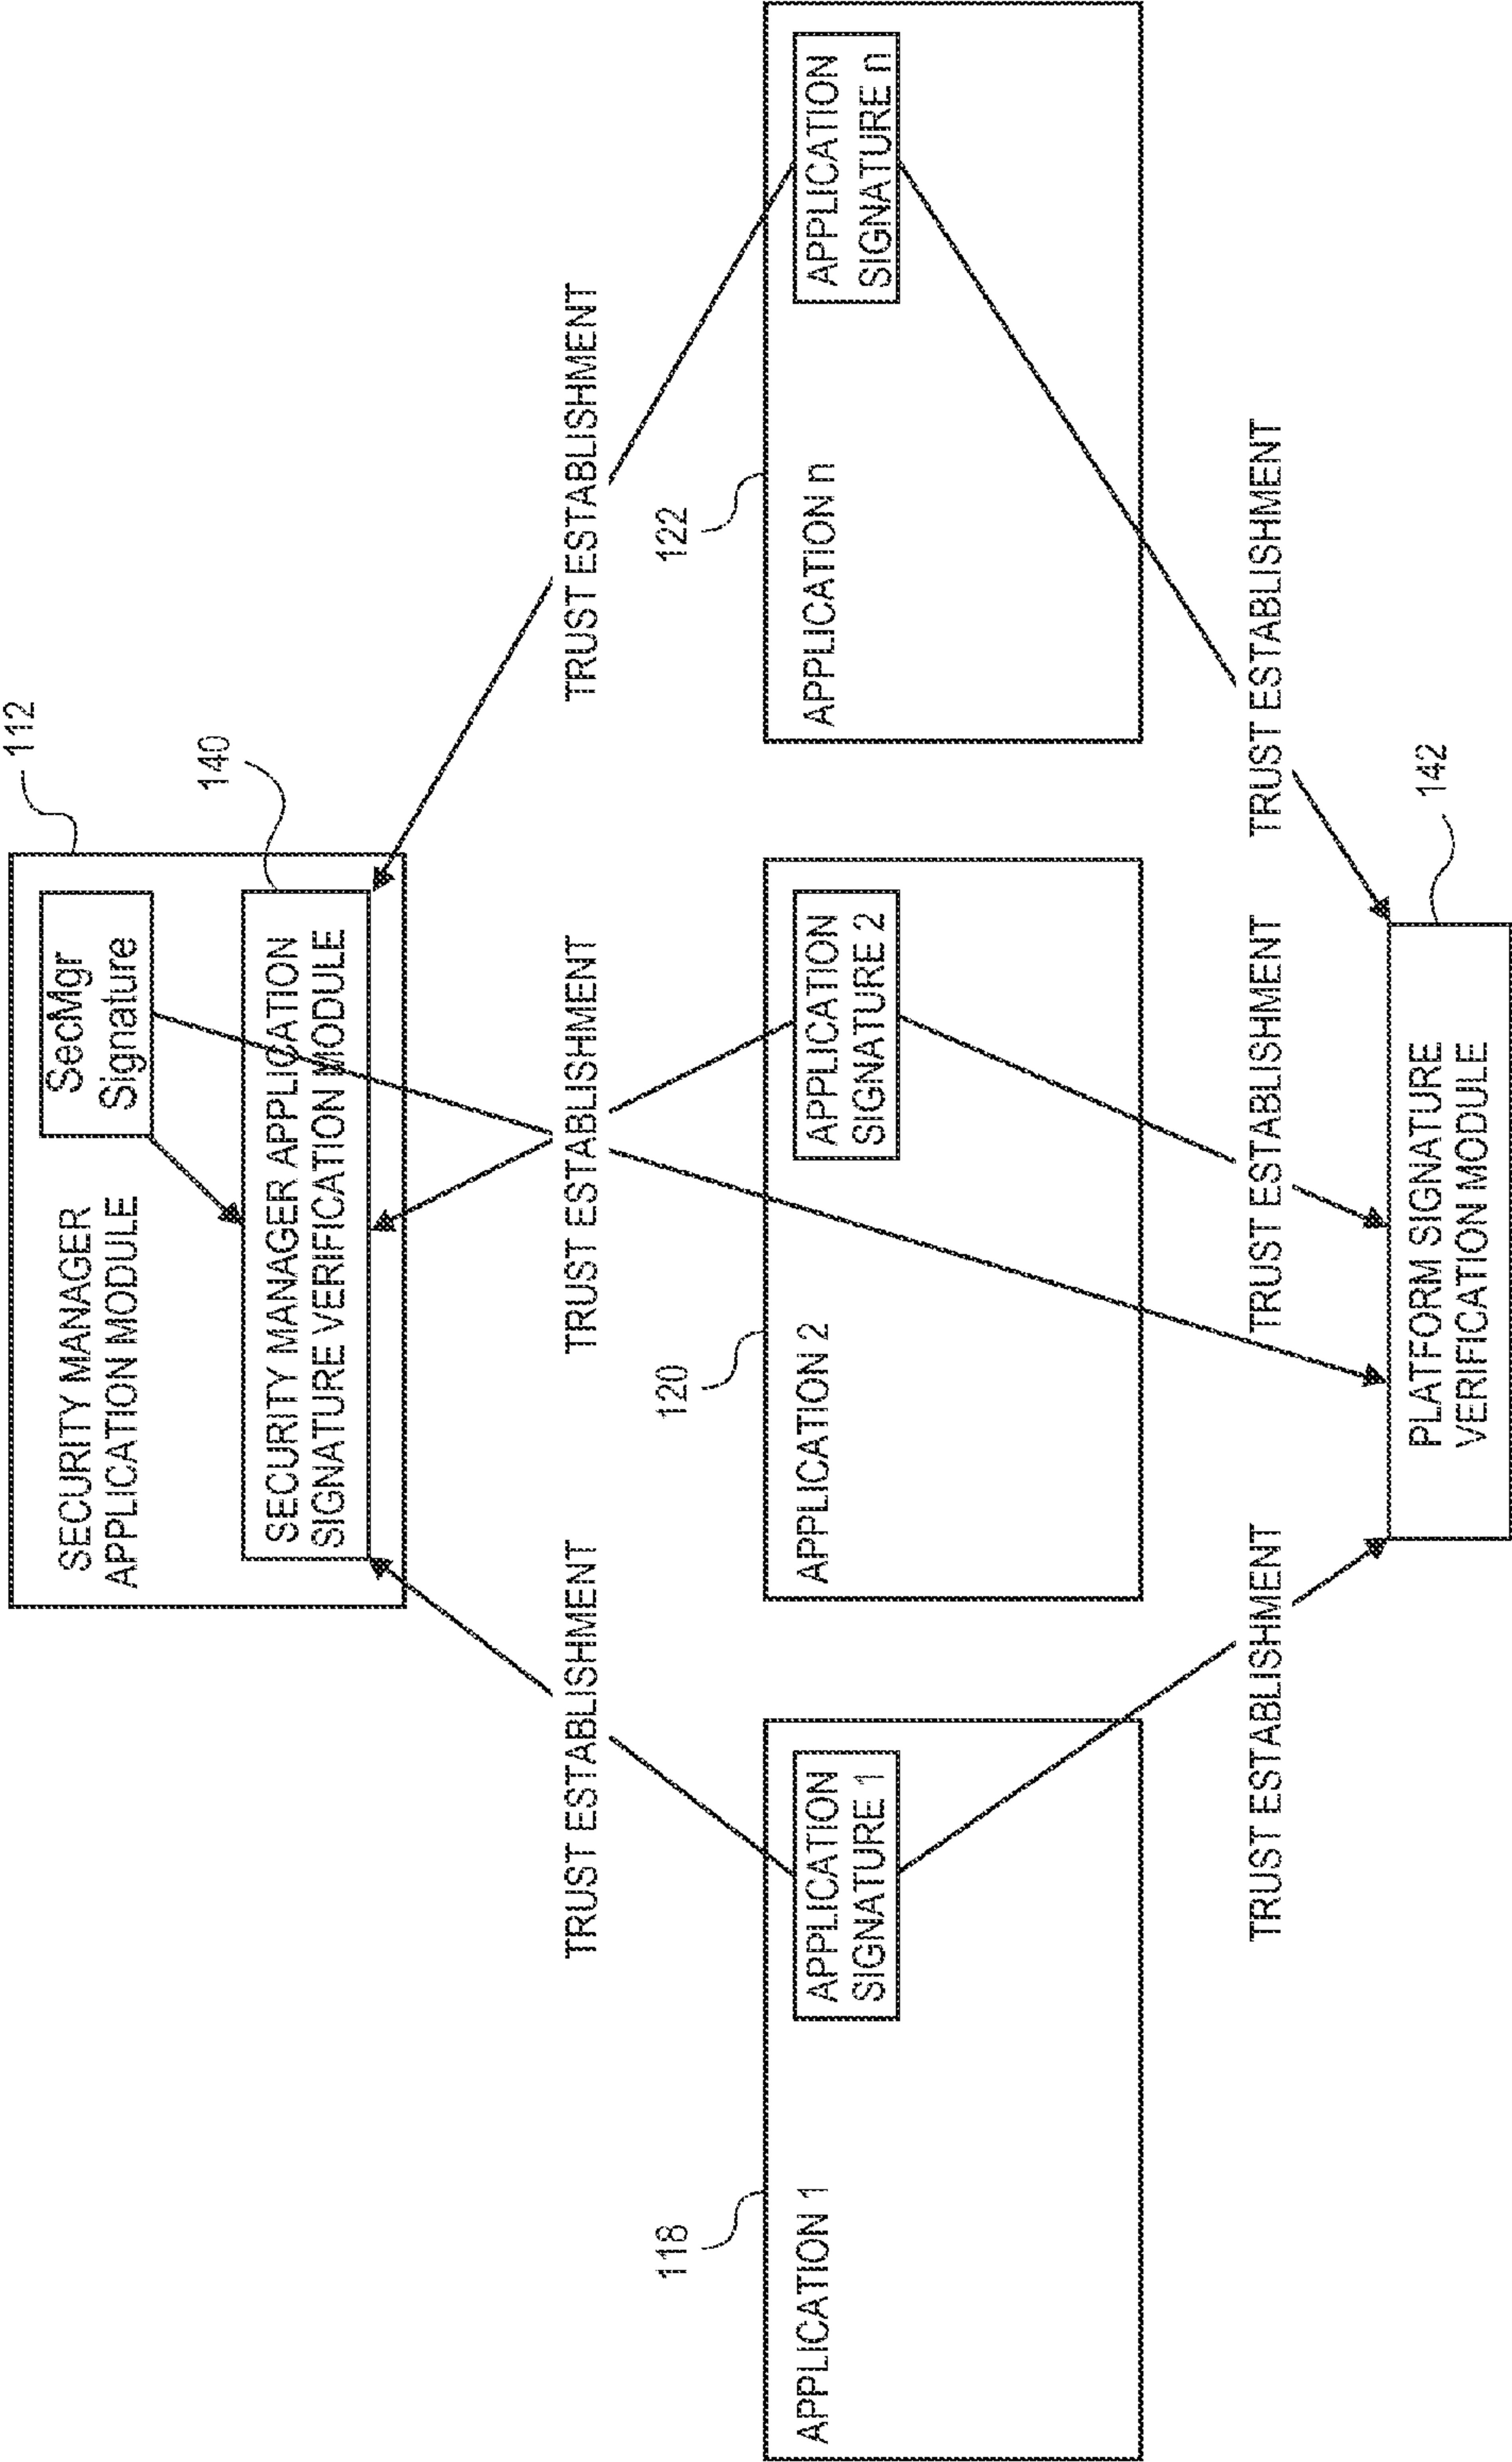 112
SECURITY MANAGER
APPLICATION MODULE
SecMgr
Signature
140
SECURITY MANAGER APPLICATION
SIGNATURE VERIFICATION MODULE
TRUST ESTABLISHMENT
TRUST ESTABLISHMENT
TRUST ESTABLISHMENT
118
120
122
APPLICATION 1
APPLICATION
SIGNATURE 1
APPLICATION 2
APPLICATION
SIGNATURE 2
APPLICATION n
APPLICATION
SIGNATURE n
TRUST ESTABLISHMENT
TRUST ESTABLISHMENT
TRUST ESTABLISHMENT
142
PLATFORM SIGNATURE
VERIFICATION MODULE